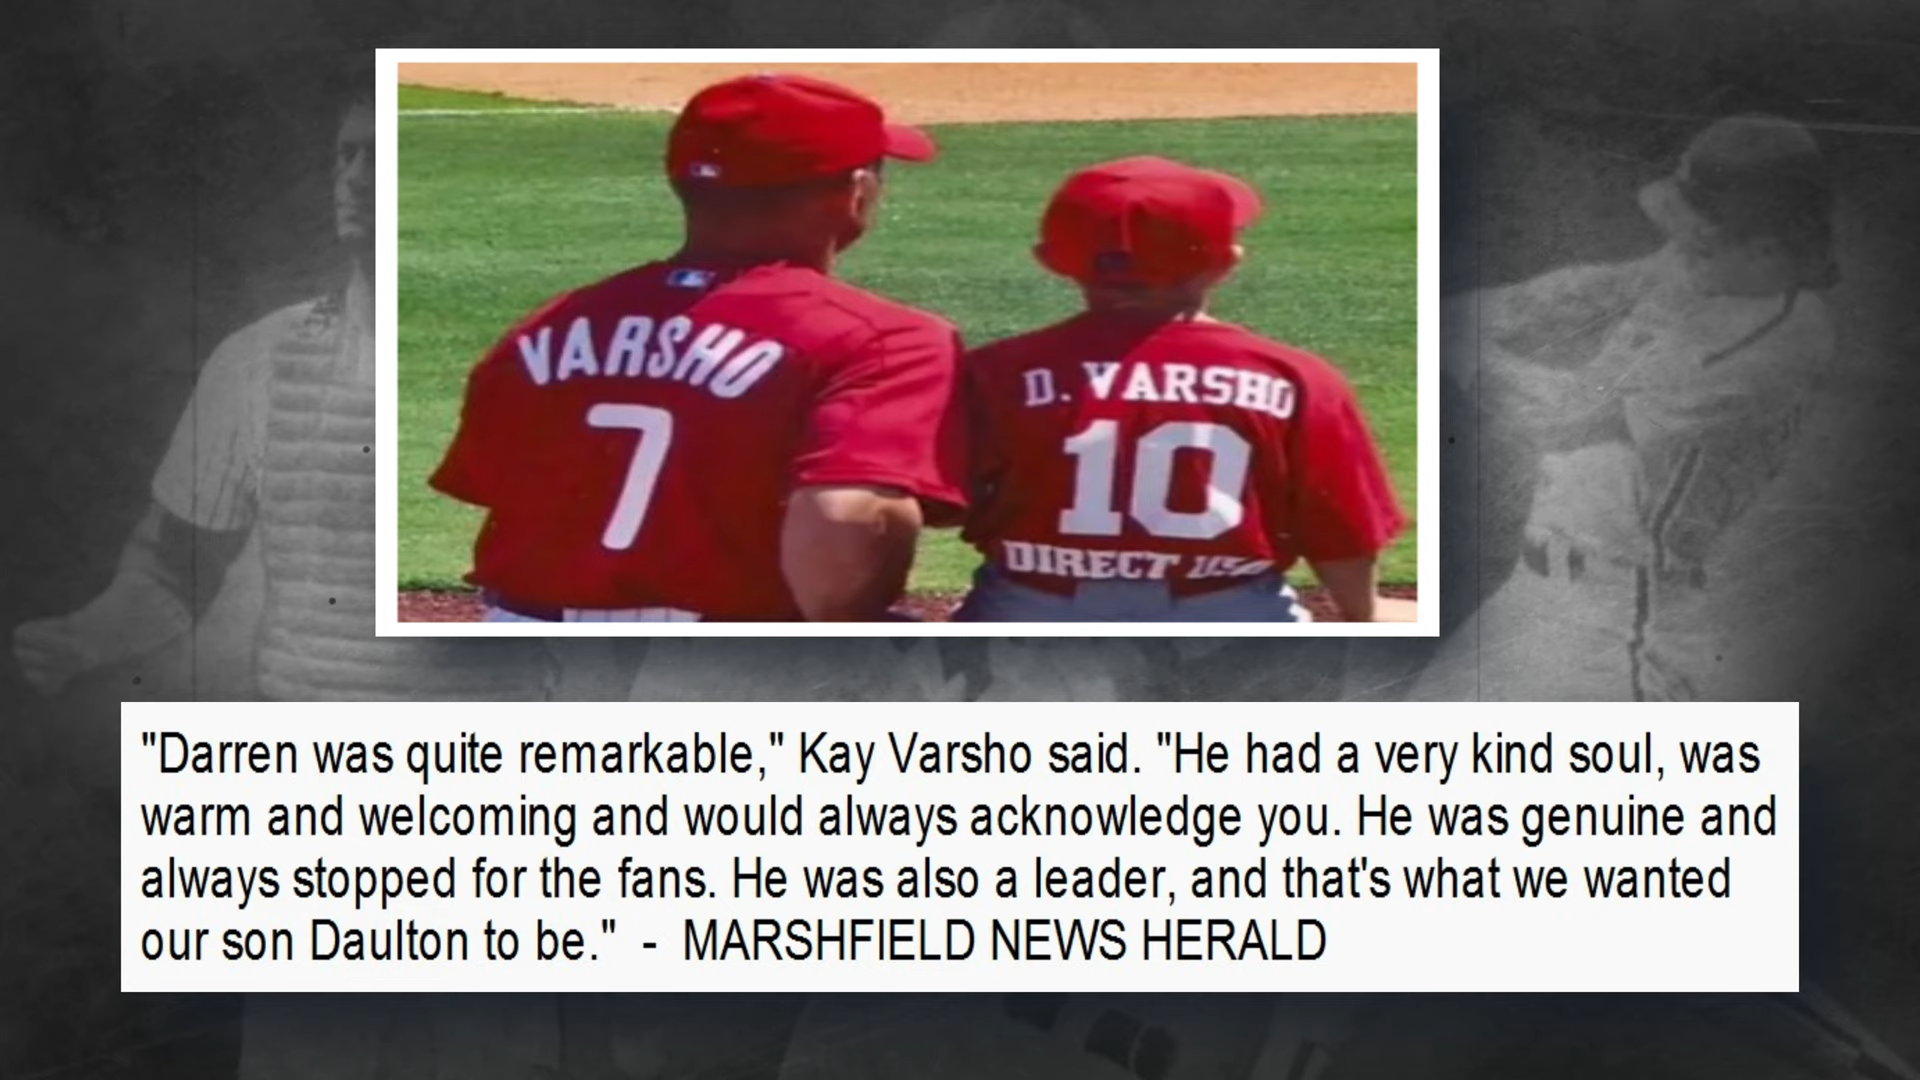 VARSHO
7
D. VARSHO
10
DIRECT USA
"Darren was quite remarkable," Kay Varsho said. "He had a very kind soul, was
warm and welcoming and would always acknowledge you. He was genuine and
always stopped for the fans. He was also a leader, and that's what we wanted
our son Daulton to be." - MARSHFIELD NEWS HERALD